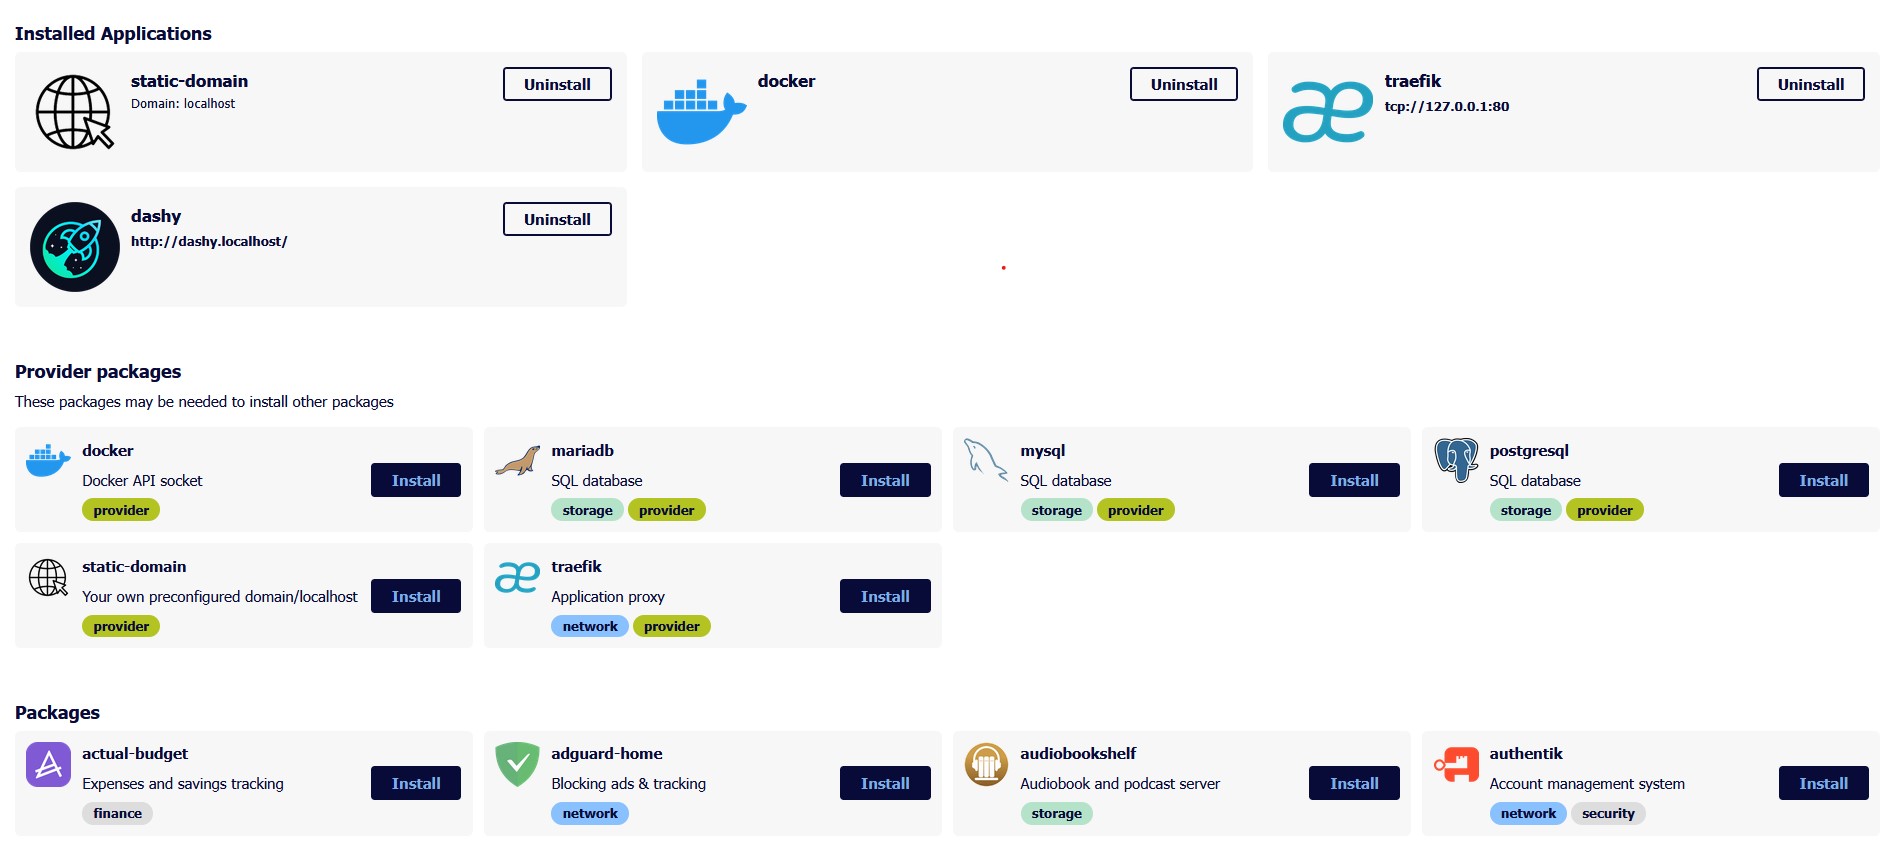 Installed Applications
static-domain
Domain: localhost
Uninstall
docker
Uninstall
traefik
tcp://127.0.0.1:80
Uninstall
dashy
http://dashy.localhost/
Uninstall
Provider packages
These packages may be needed to install other packages
docker
Docker API socket
provider
Install
mariadb
SQL database
storage provider
Install
mysql
SQL database
storage provider
Install
postgresql
SQL database
storage provider
Install
static-domain
Your own preconfigured domain/localhost
provider
Install
traefik
Application proxy
network provider
Install
Packages
actual-budget
Expenses and savings tracking
finance
Install
adguard-home
Blocking ads & tracking
network
Install
audiobookshelf
Audiobook and podcast server
storage
Install
authentik
Account management system
network security
Install